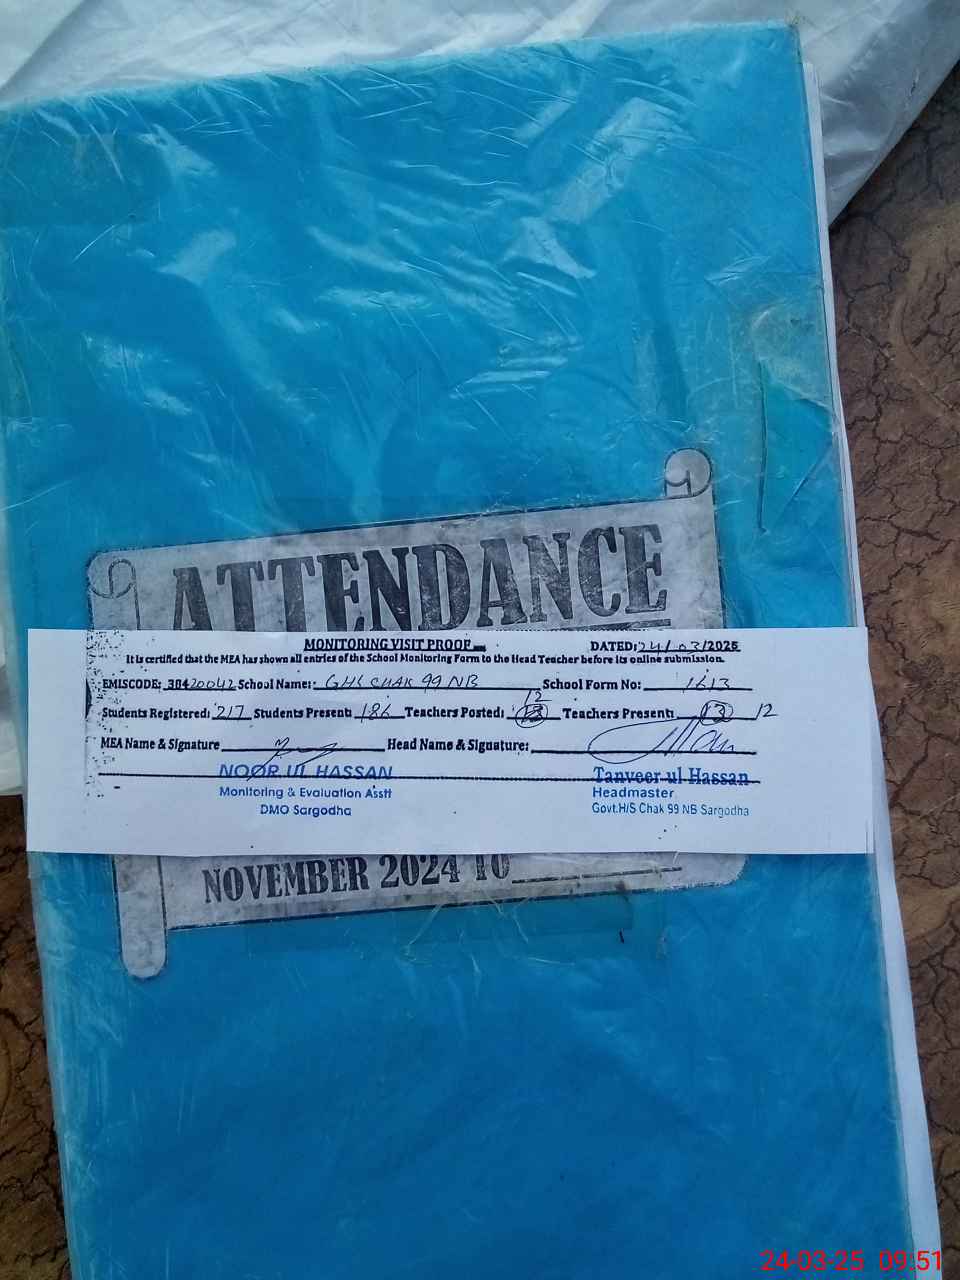 ATTENDANCE
MONITORING VISIT PROOF
DATED: 24/03/2025
It is certified that the MEA has shown all entries of the School Monitoring Form to the Head Teacher before its online submission.
EMISCODE: 38420042 School Name: GHS CHAK 99 NB School Form No: 1613
12
Students Registered: 217 Students Present: 186 Teachers Posted: Teachers Present: 13 12
MEA Name & Signature Head Name & Signature:
NOOR UL HASSAN
Monitoring & Evaluation Asstt
DMO Sargodha
Tanveer ul Hassan
Headmaster
Govt.H/S Chak 99 NB Sargodha
NOVEMBER 2024 TO
24-03-25 09:51